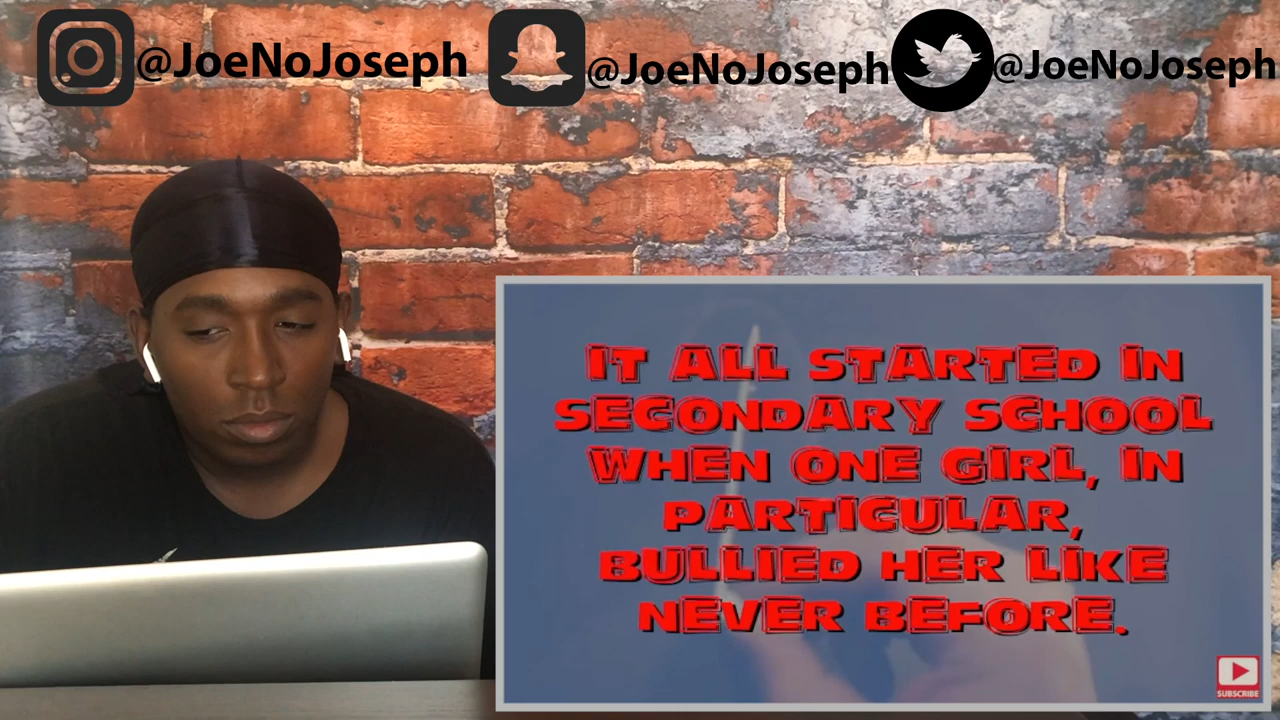 @JoeNoJoseph @JoeNoJoseph @JoeNoJoseph
IT ALL STARTED IN
SECONDARY SCHOOL
WHEN ONE GIRL, IN
PARTICULAR,
BULLIED HER LIKE
NEVER BEFORE.
SUBSCRIBE